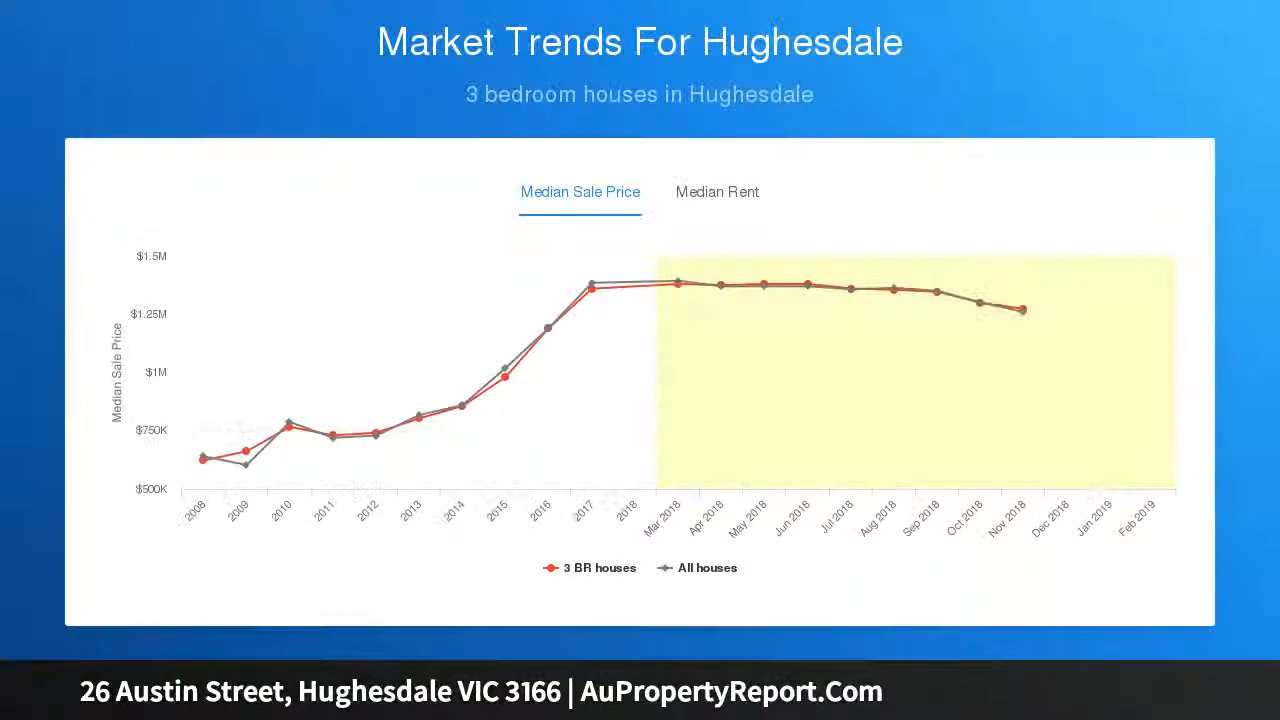 Market Trends For Hughesdale
3 bedroom houses in Hughesdale
Median Sale Price Median Rent
$1.5M
$1.25M
$1M
$750K
$500K
Median Sale Price
2008 2009 2010 2011 2012 2013 2014 2015 2016 2017 2018 Mar 2018 Apr 2018 May 2018 Jun 2018 Jul 2018 Aug 2018 Sep 2018 Oct 2018 Nov 2018 Dec 2018 Jan 2019 Feb 2019
3 BR houses All houses
26 Austin Street, Hughesdale VIC 3166 | AuPropertyReport.Com